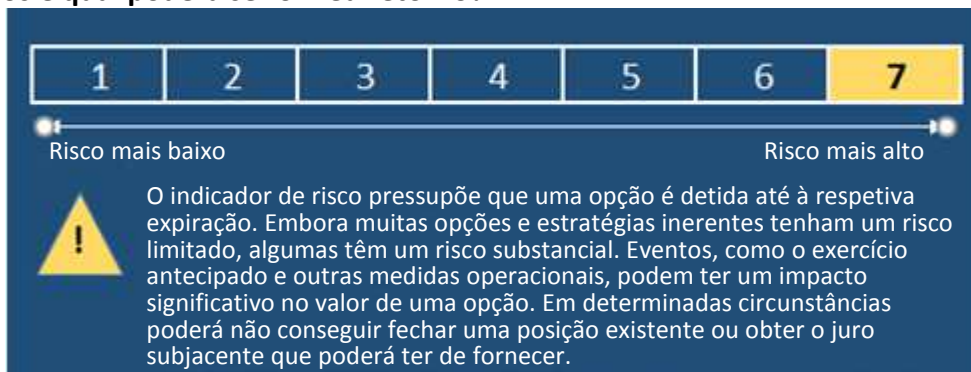 1 2 3 4 5 6 7
Risco mais baixo Risco mais alto
!
O indicador de risco pressupõe que uma opção é detida até à respetiva
expiração. Embora muitas opções e estratégias inerentes tenham um risco
limitado, algumas têm um risco substancial. Eventos, como o exercício
antecipado e outras medidas operacionais, podem ter um impacto
significativo no valor de uma opção. Em determinadas circunstâncias
poderá não conseguir fechar uma posição existente ou obter o juro
subjacente que poderá ter de fornecer.